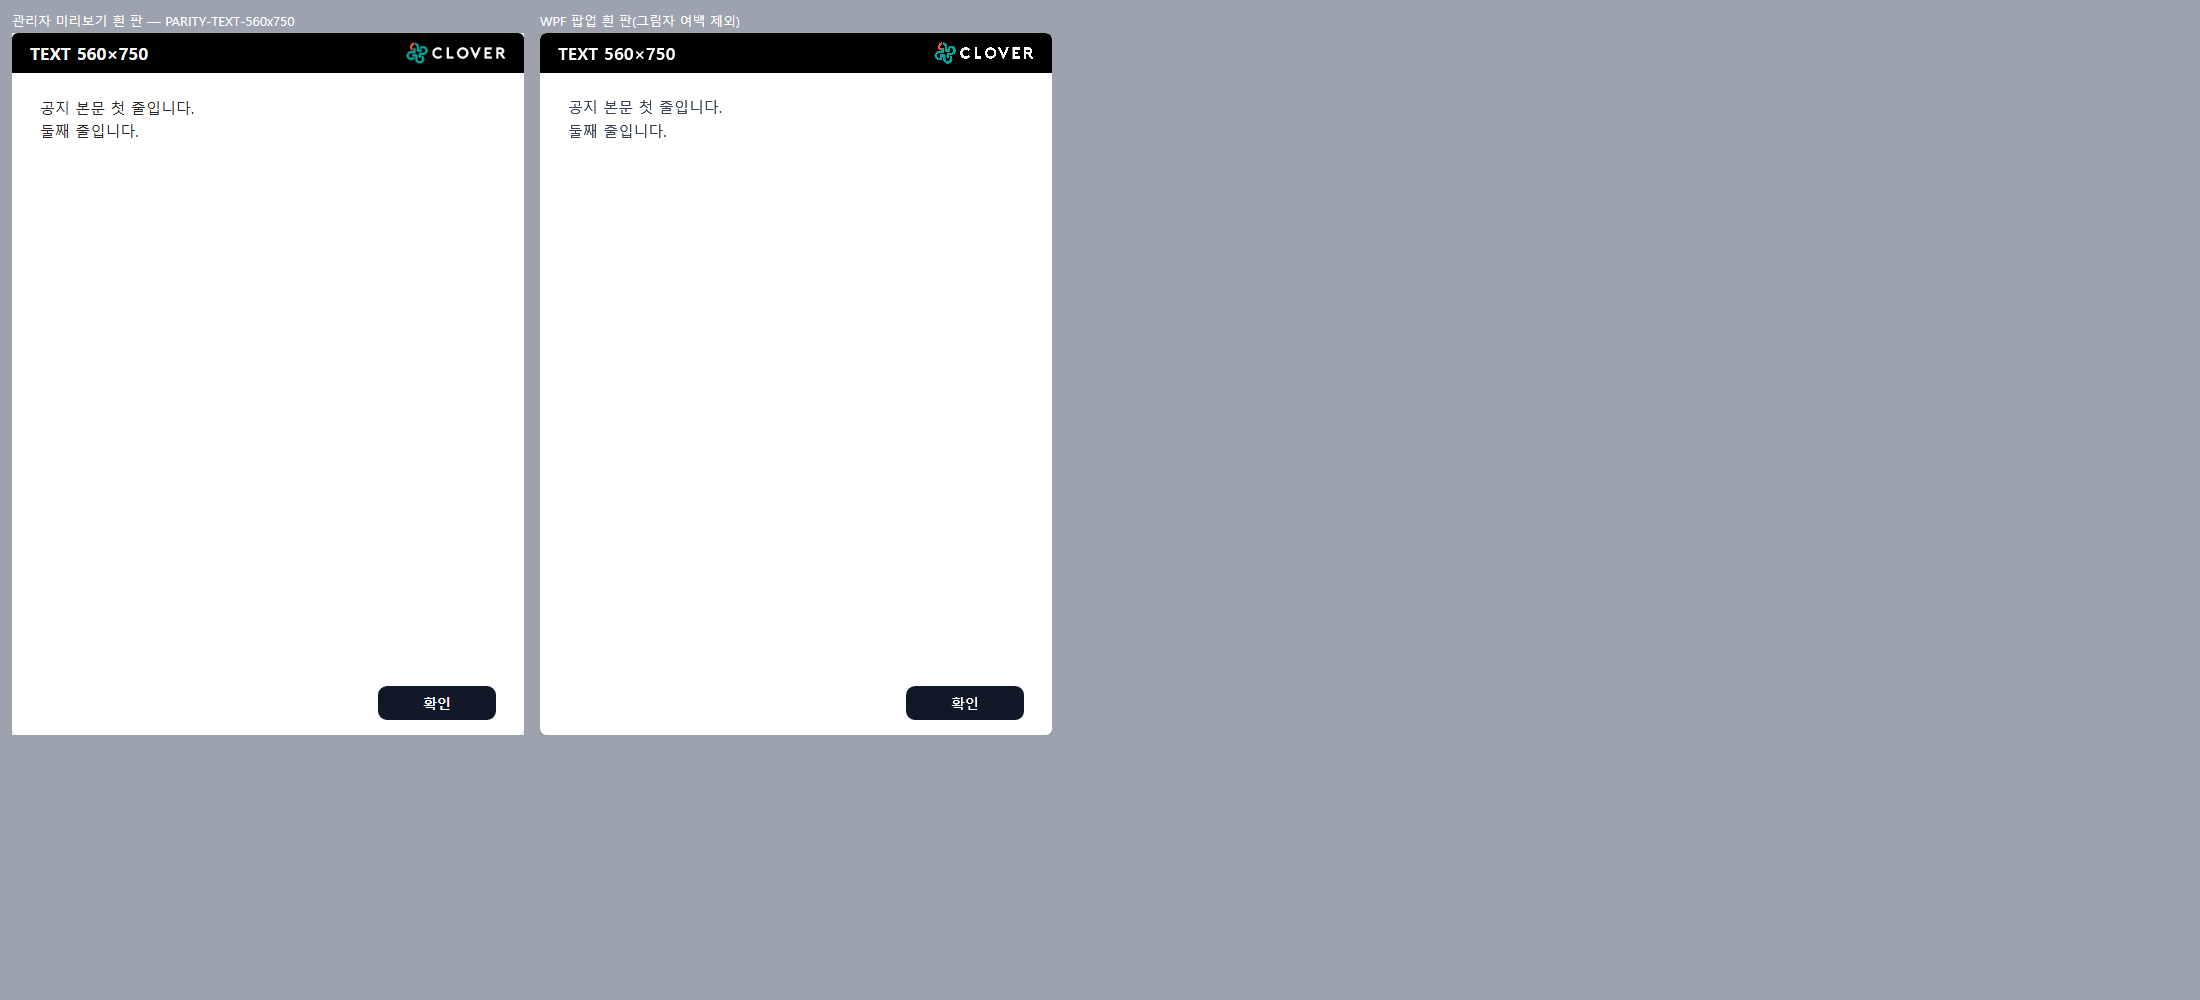 관리자 미리보기 흰 판 — PARITY-TEXT-560x750
TEXT 560×750
CLOVER
공지 본문 첫 줄입니다.
둘째 줄입니다.
확인
WPF 팝업 흰 판(그림자 여백 제외)
TEXT 560×750
CLOVER
공지 본문 첫 줄입니다.
둘째 줄입니다.
확인